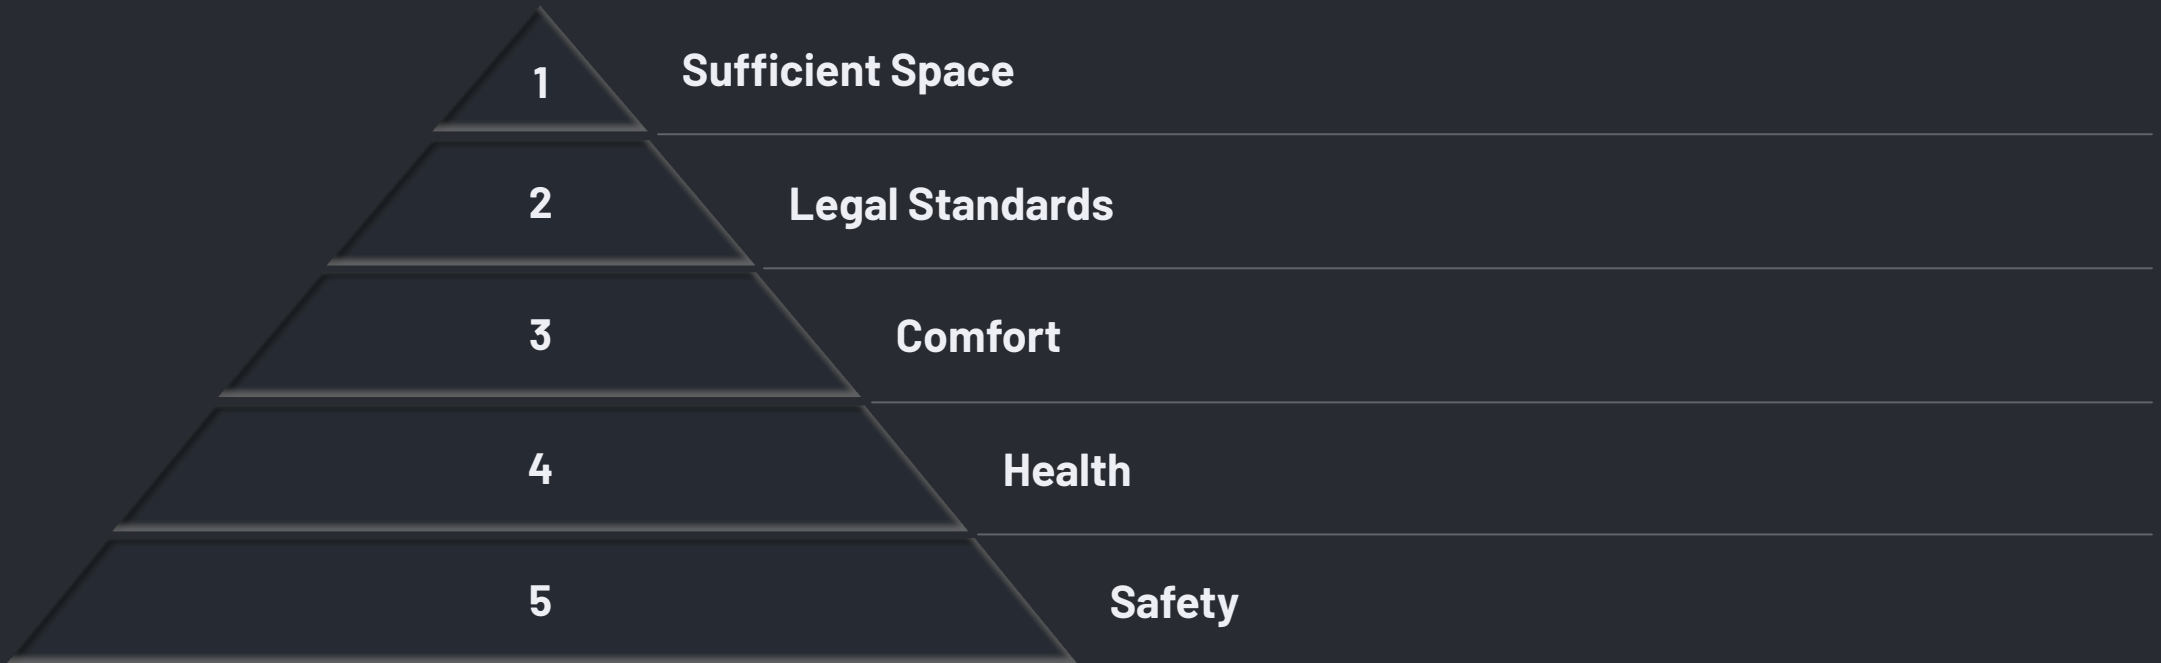 1
Sufficient Space
2
Legal Standards
3
Comfort
4
Health
5
Safety